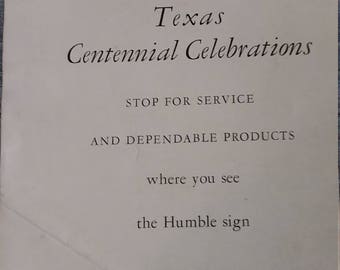 Texas
Centennial Celebrations
STOP FOR SERVICE
AND DEPENDABLE PRODUCTS
where you see
the Humble sign